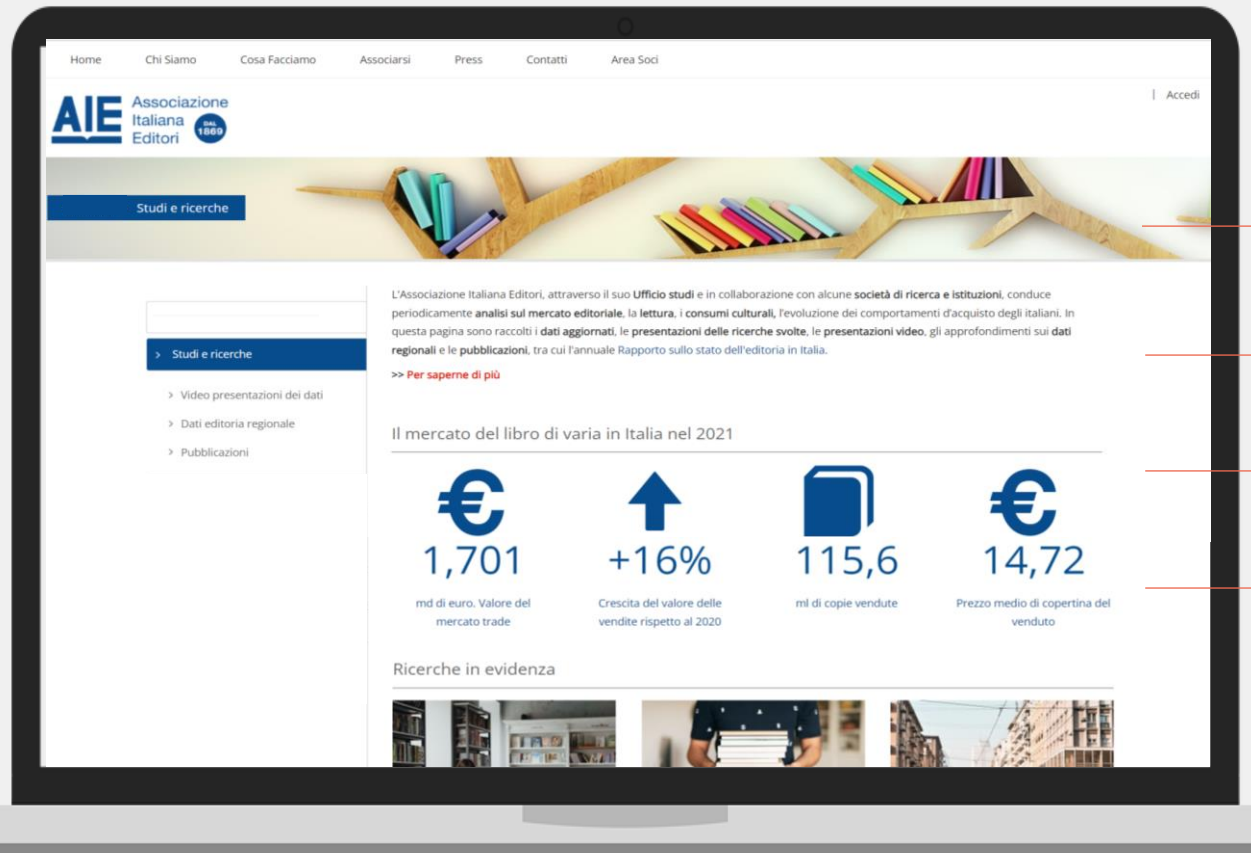 Home Chi Siamo Cosa Facciamo Associarsi Press Contatti Area Soci
| Accedi
AIE Associazione
Italiana
Editori DAL 1869
Studi e ricerche
> Studi e ricerche
> Video presentazioni dei dati
> Dati editoria regionale
> Pubblicazioni
L'Associazione Italiana Editori, attraverso il suo Ufficio studi e in collaborazione con alcune società di ricerca e istituzioni, conduce
periodicamente analisi sul mercato editoriale, la lettura, i consumi culturali, l'evoluzione dei comportamenti d'acquisto degli italiani. In
questa pagina sono raccolti i dati aggiornati, le presentazioni delle ricerche svolte, le presentazioni video, gli approfondimenti sui dati
regionali e le pubblicazioni, tra cui l'annuale Rapporto sullo stato dell'editoria in Italia.
>> Per saperne di più
Il mercato del libro di varia in Italia nel 2021
€ €
1,701 +16% 115,6 14,72
md di euro. Valore del
mercato trade
Crescita del valore delle
vendite rispetto al 2020
ml di copie vendute
Prezzo medio di copertina del
venduto
Ricerche in evidenza